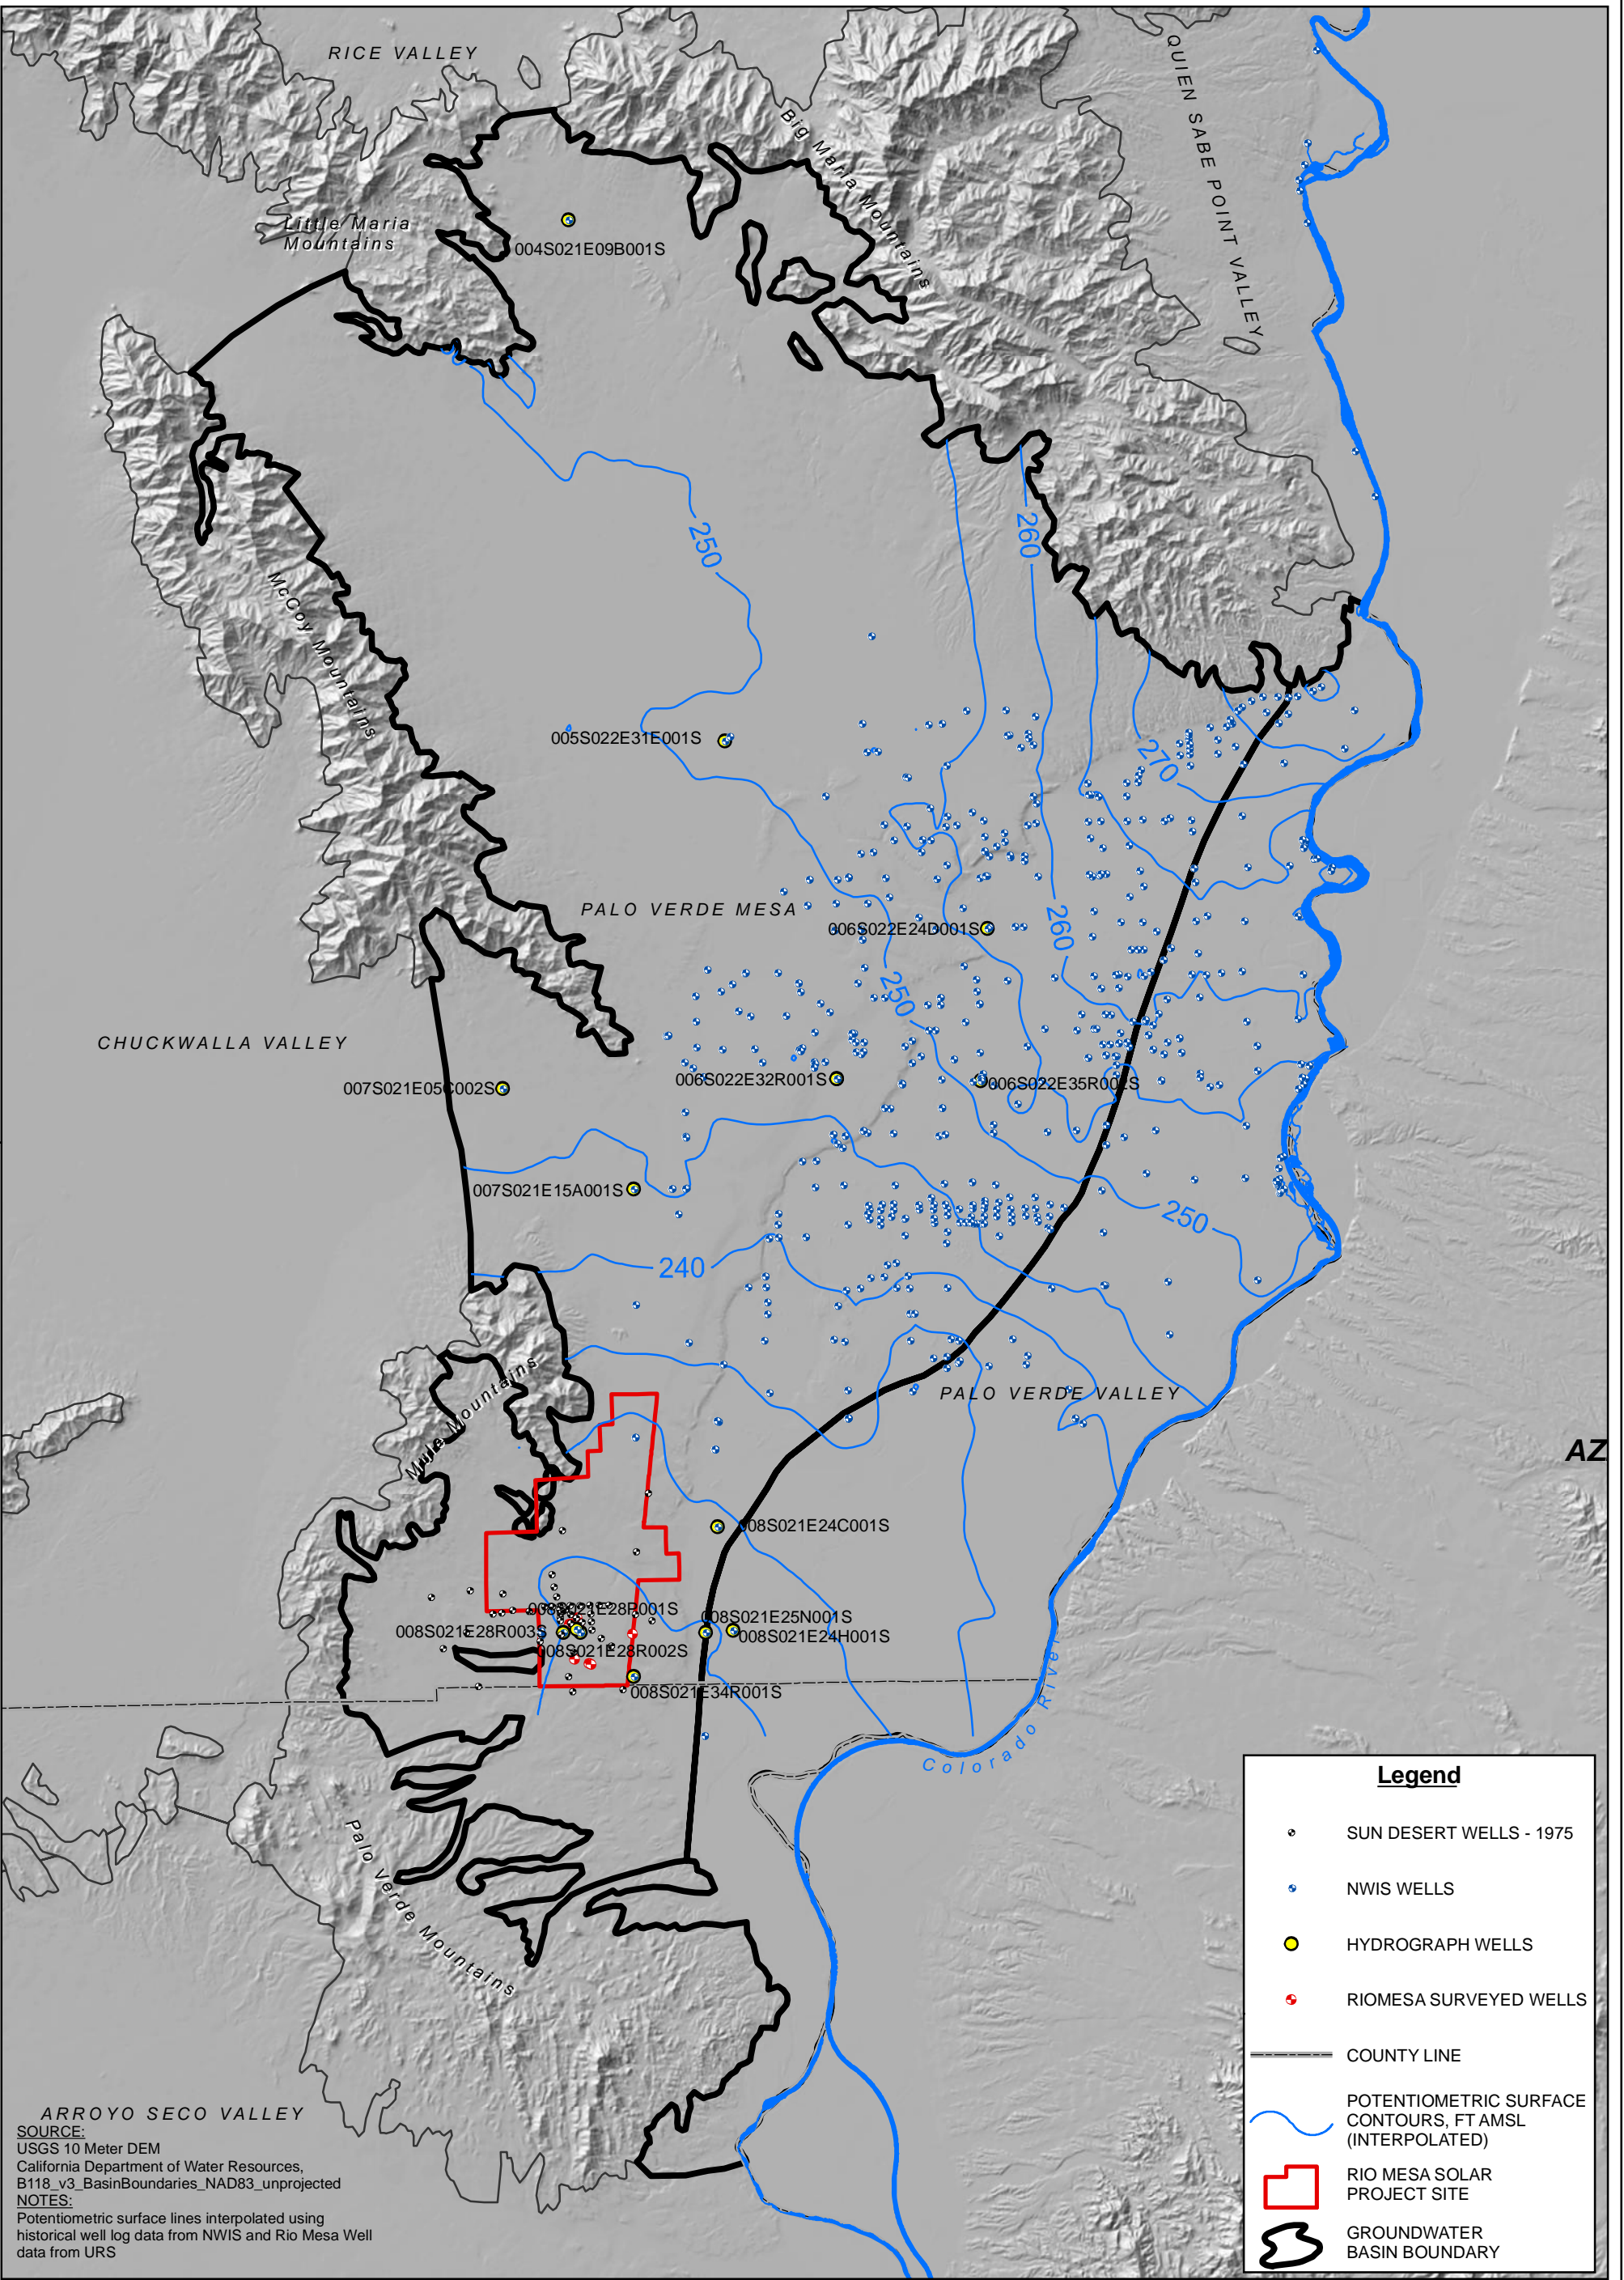 RICE VALLEY
QUIEN SABE POINT VALLEY
Big Maria Mountains
Little Maria
Mountains
004S021E09B001S
250
260
McCoy Mountains
005S022E31E001S
270
PALO VERDE MESA
006S022E24D001S
260
250
CHUCKWALLA VALLEY
007S021E05C002S
006S022E32R001S
006S022E35R002S
007S021E15A001S
250
240
Mule Mountains
PALO VERDE VALLEY
AZ
008S021E24C001S
008S021E28R001S
008S021E25N001S
008S021E28R003S
008S021E24H001S
008S021E28R002S
008S021E34R001S
Colorado River
Palo Verde Mountains
ARROYO SECO VALLEY
SOURCE:
USGS 10 Meter DEM
California Department of Water Resources,
B118_v3_BasinBoundaries_NAD83_unprojected
NOTES:
Potentiometric surface lines interpolated using
historical well log data from NWIS and Rio Mesa Well
data from URS
Legend
SUN DESERT WELLS - 1975
NWIS WELLS
HYDROGRAPH WELLS
RIOMESA SURVEYED WELLS
COUNTY LINE
POTENTIOMETRIC SURFACE
CONTOURS, FT AMSL
(INTERPOLATED)
RIO MESA SOLAR
PROJECT SITE
GROUNDWATER
BASIN BOUNDARY